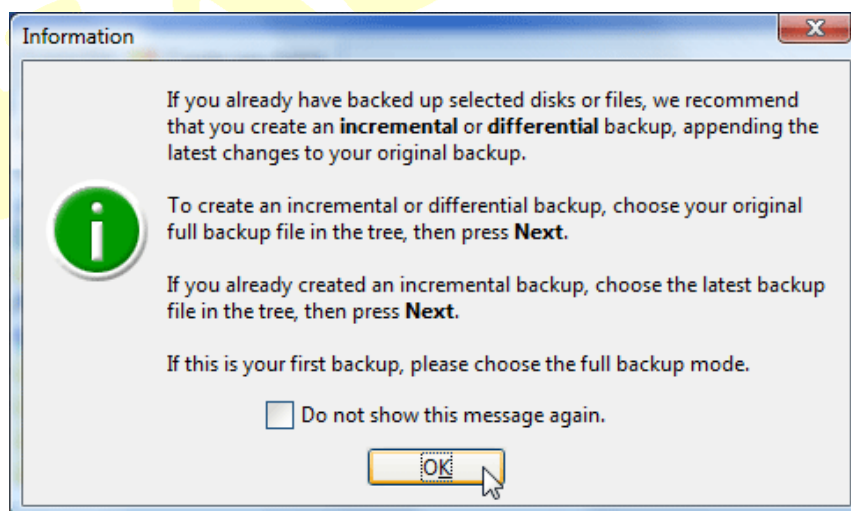 Information
If you already have backed up selected disks or files, we recommend
that you create an incremental or differential backup, appending the
latest changes to your original backup.
To create an incremental or differential backup, choose your original
full backup file in the tree, then press Next.
If you already created an incremental backup, choose the latest backup
file in the tree, then press Next.
If this is your first backup, please choose the full backup mode.
Do not show this message again.
OK